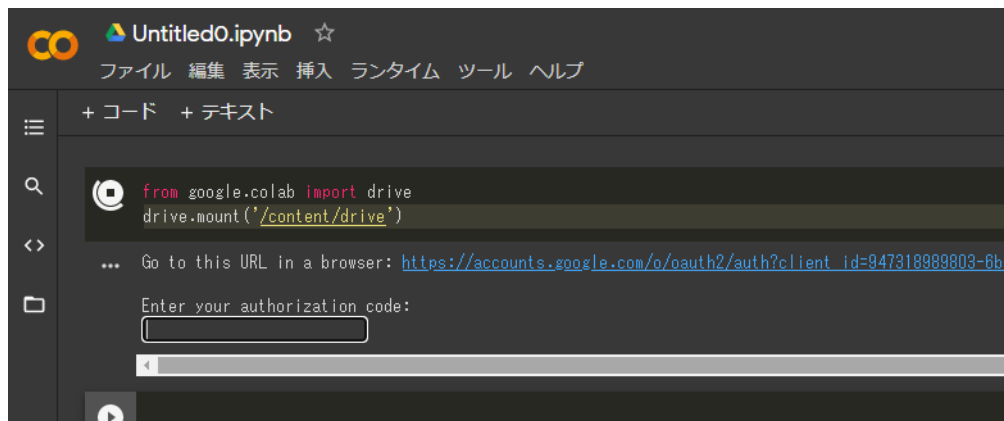 CO Untitled0.ipynb
ファイル 編集 表示 挿入 ランタイム ツール ヘルプ
+ コード + テキスト
from google.colab import drive
drive.mount('/content/drive')
Go to this URL in a browser: https://accounts.google.com/o/oauth2/auth?client_id=947318989803-6b
Enter your authorization code: